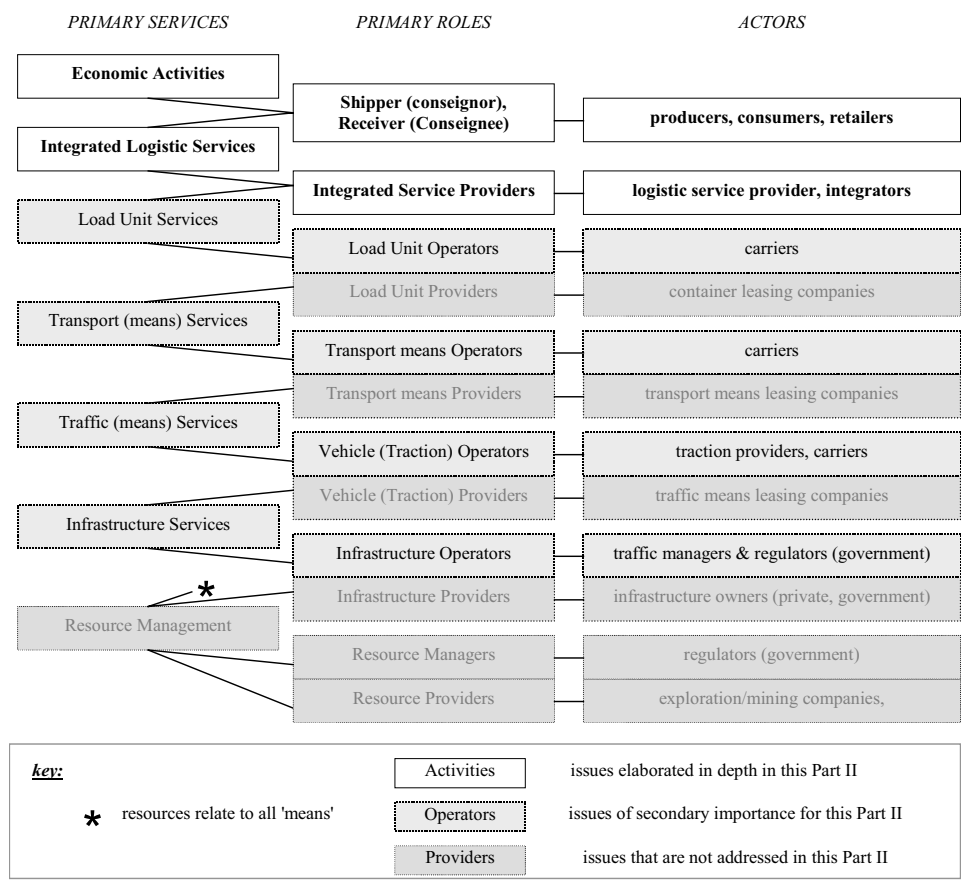 PRIMARY SERVICES PRIMARY ROLES ACTORS
Economic Activities
Shipper (conseignor),
Receiver (Conseignee)
producers, consumers, retailers
Integrated Logistic Services
Integrated Service Providers
logistic service provider, integrators
Load Unit Services
Load Unit Operators
carriers
Load Unit Providers
container leasing companies
Transport (means) Services
Transport means Operators
carriers
Transport means Providers
transport means leasing companies
Traffic (means) Services
Vehicle (Traction) Operators
traction providers, carriers
Vehicle (Traction) Providers
traffic means leasing companies
Infrastructure Services
Infrastructure Operators
traffic managers & regulators (government)
*
Infrastructure Providers
infrastructure owners (private, government)
Resource Management
Resource Managers
regulators (government)
Resource Providers
exploration/mining companies,
key:
Activities issues elaborated in depth in this Part II
* resources relate to all 'means'
Operators issues of secondary importance for this Part II
Providers issues that are not addressed in this Part II